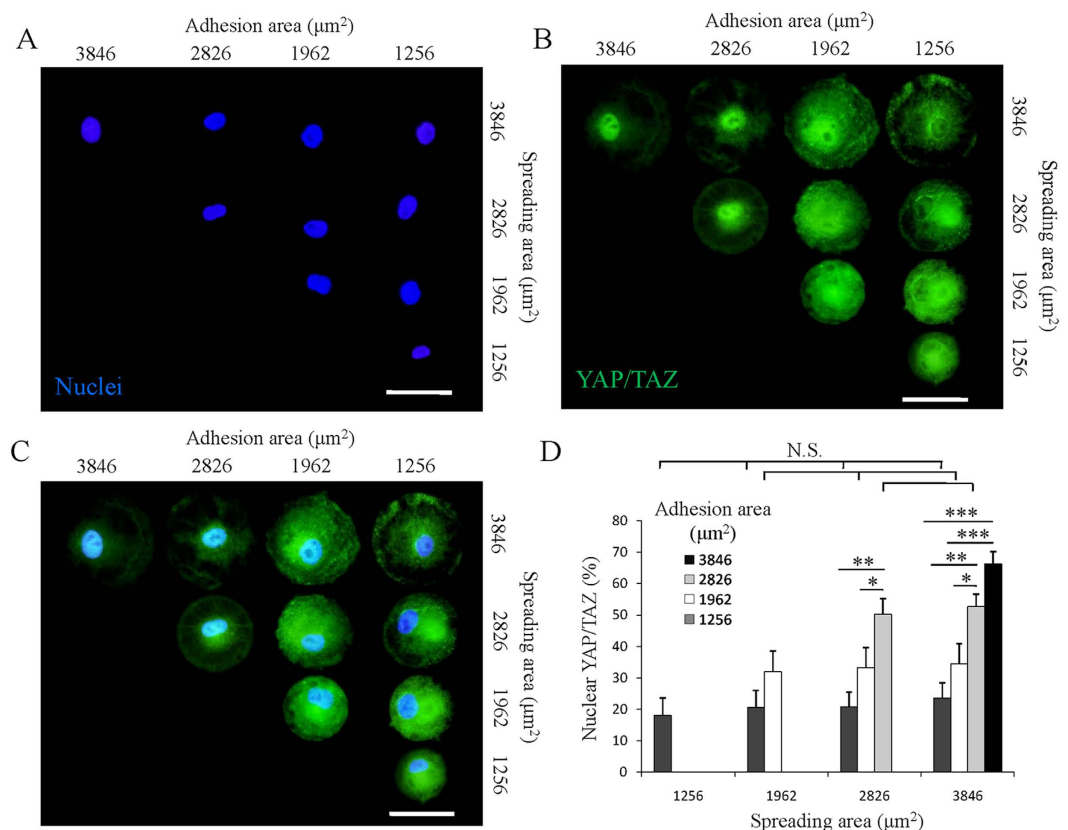 A
Adhesion area (μm²)
3846 2826 1962 1256
3846
2826
1962
1256
Spreading area (μm²)
Nuclei
B
Adhesion area (μm²)
3846 2826 1962 1256
3846
2826
1962
1256
Spreading area (μm²)
YAP/TAZ
C
Adhesion area (μm²)
3846 2826 1962 1256
3846
2826
1962
1256
Spreading area (μm²)
D
N.S.
Adhesion area
(μm²)
3846
2826
1962
1256
**
*
***
***
**
*
Nuclear YAP/TAZ (%)
80
70
60
50
40
30
20
10
0
1256 1962 2826 3846
Spreading area (μm²)